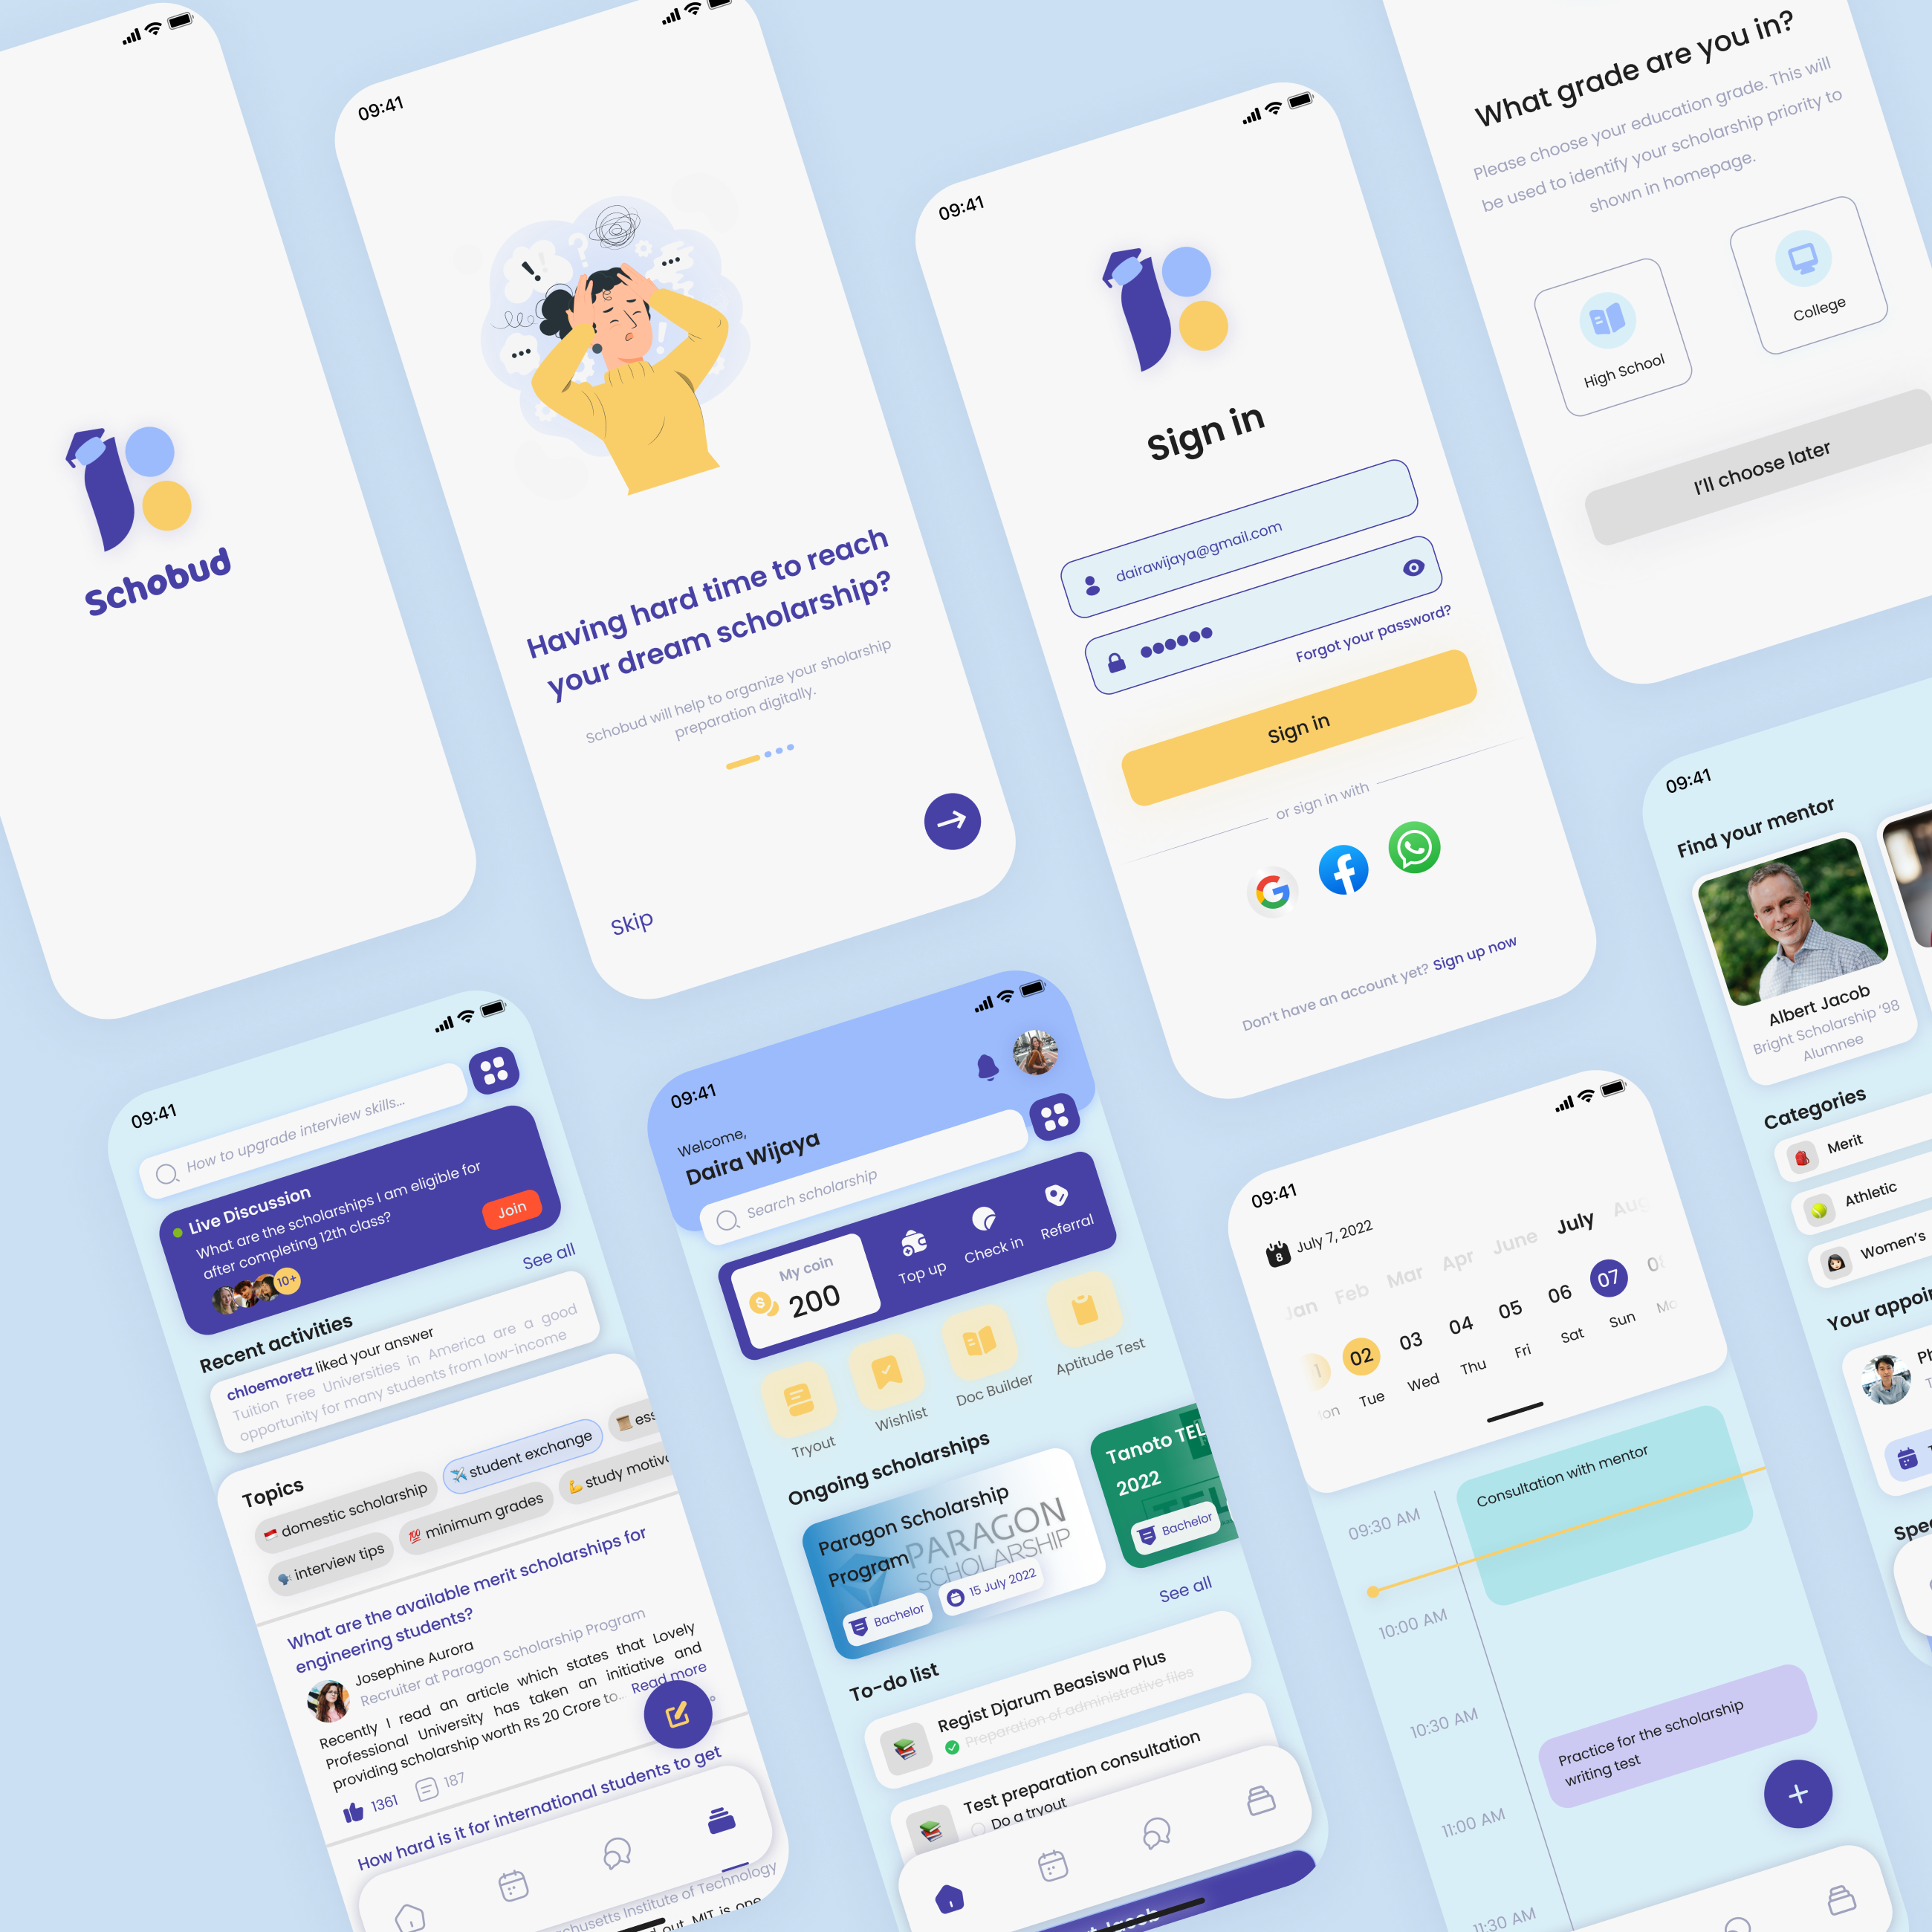 Schobud
09:41
Having hard time to reach
your dream scholarship?
Schobud will help to organize your sholarship
preparation digitally.
Skip
09:41
Sign in
dairawijaya@gmail.com
Forgot your password?
Sign in
or sign in with
Don't have an account yet? Sign up now
What grade are you in?
Please choose your education grade. This will
be used to identify your scholarship priority to
shown in homepage.
High School
College
I'll choose later
09:41
How to upgrade interview skills...
Live Discussion
What are the scholarships I am eligible for
after completing 12th class?
10+
Join
See all
Recent activities
chloemoretz liked your answer
Tuition Free Universities in America are a good
opportunity for many students from low-income
Topics
domestic scholarship
student exchange
interview tips
💯 minimum grades
💪 study
What are the available merit scholarships for
engineering students?
Josephine Aurora
Recruiter at Paragon Scholarship Program
Recently I read an article which states that Lovely
Professional University has taken an initiative and
providing scholarship worth Rs 20 Crore to... Read more
1361
187
How hard is it for international students to get
Institute of Technology
out, MIT is one
09:41
Welcome,
Daira Wijaya
Search scholarship
My coin
200
Top up
Check in
Referral
Tryout
Wishlist
Doc Builder
Aptitude Test
Ongoing scholarships
Paragon Scholarship
Program
PARAGON
SCHOLARSHIP
Bachelor
15 July 2022
Tanoto TEL
2022
Bachelor
See all
To-do list
Regist Djarum Beasiswa Plus
Preparation of administrative files
Test preparation consultation
Do a tryout
09:41
8
July 7, 2022
Jan
Feb
Mar
Apr
June
July
Aug
02
03
04
05
06
07
Tue
Wed
Thu
Fri
Sat
Sun
09:30 AM
Consultation with mentor
10:00 AM
10:30 AM
Practice for the scholarship
writing test
11:00 AM
11:30 AM
09:41
Find your mentor
Albert Jacob
Bright Scholarship '98
Alumnee
Categories
Merit
Athletic
Women's
Your